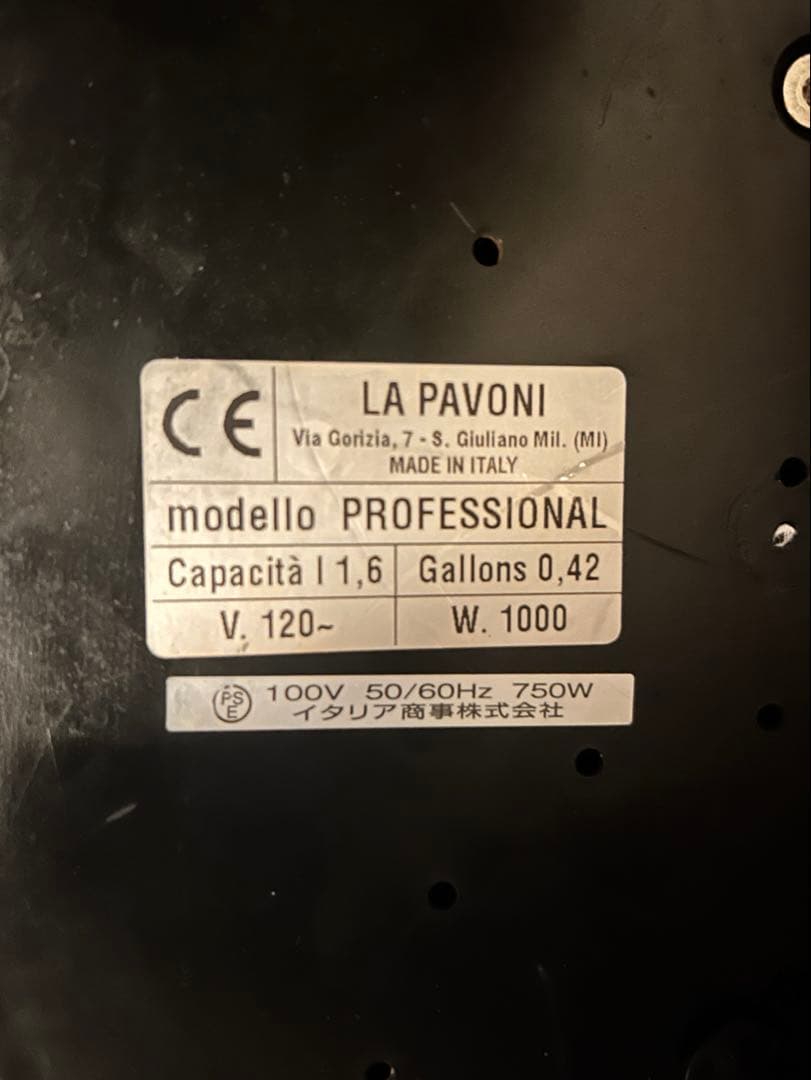 CE
LA PAVONI
Via Gorizia, 7 - S. Giuliano Mil. (MI)
MADE IN ITALY
modello PROFESSIONAL
Capacità l 1,6 Gallons 0,42
V. 120~ W. 1000
PSE 100V 50/60Hz 750W
イタリア商事株式会社